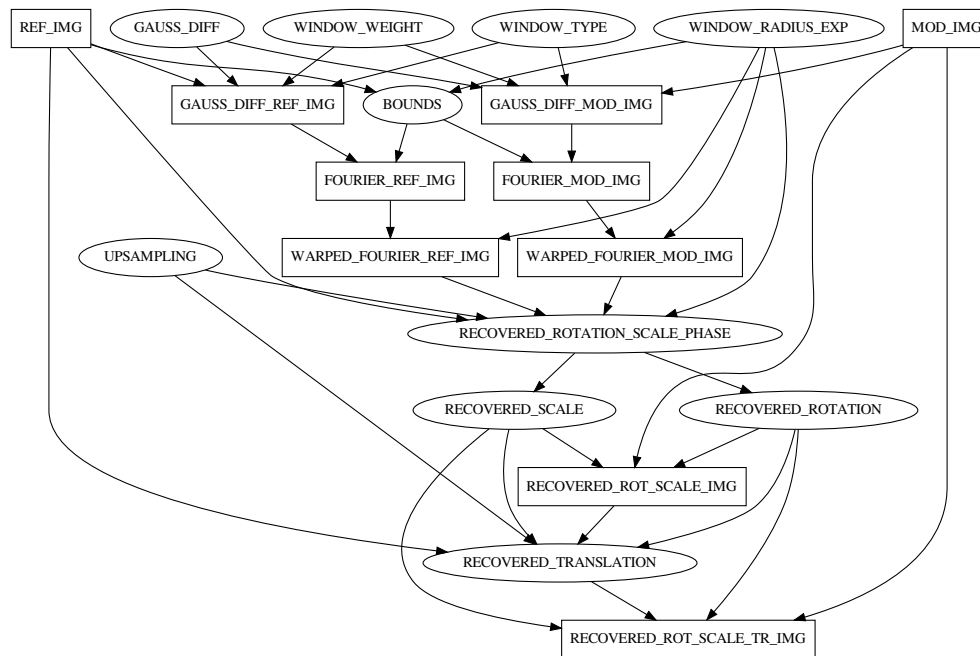 REF_IMG
GAUSS_DIFF
WINDOW_WEIGHT
WINDOW_TYPE
WINDOW_RADIUS_EXP
MOD_IMG
GAUSS_DIFF_REF_IMG
BOUNDS
GAUSS_DIFF_MOD_IMG
FOURIER_REF_IMG
FOURIER_MOD_IMG
UPSAMPLING
WARPED_FOURIER_REF_IMG
WARPED_FOURIER_MOD_IMG
RECOVERED_ROTATION_SCALE_PHASE
RECOVERED_SCALE
RECOVERED_ROTATION
RECOVERED_ROT_SCALE_IMG
RECOVERED_TRANSLATION
RECOVERED_ROT_SCALE_TR_IMG